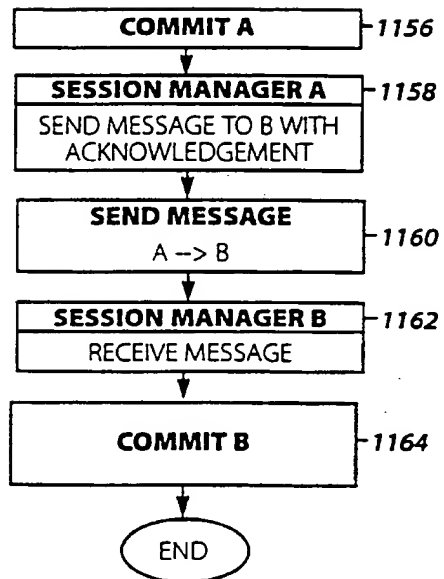 COMMIT A 1156
SESSION MANAGER A 1158
SEND MESSAGE TO B WITH
ACKNOWLEDGEMENT
SEND MESSAGE
A --> B 1160
SESSION MANAGER B 1162
RECEIVE MESSAGE
COMMIT B 1164
END